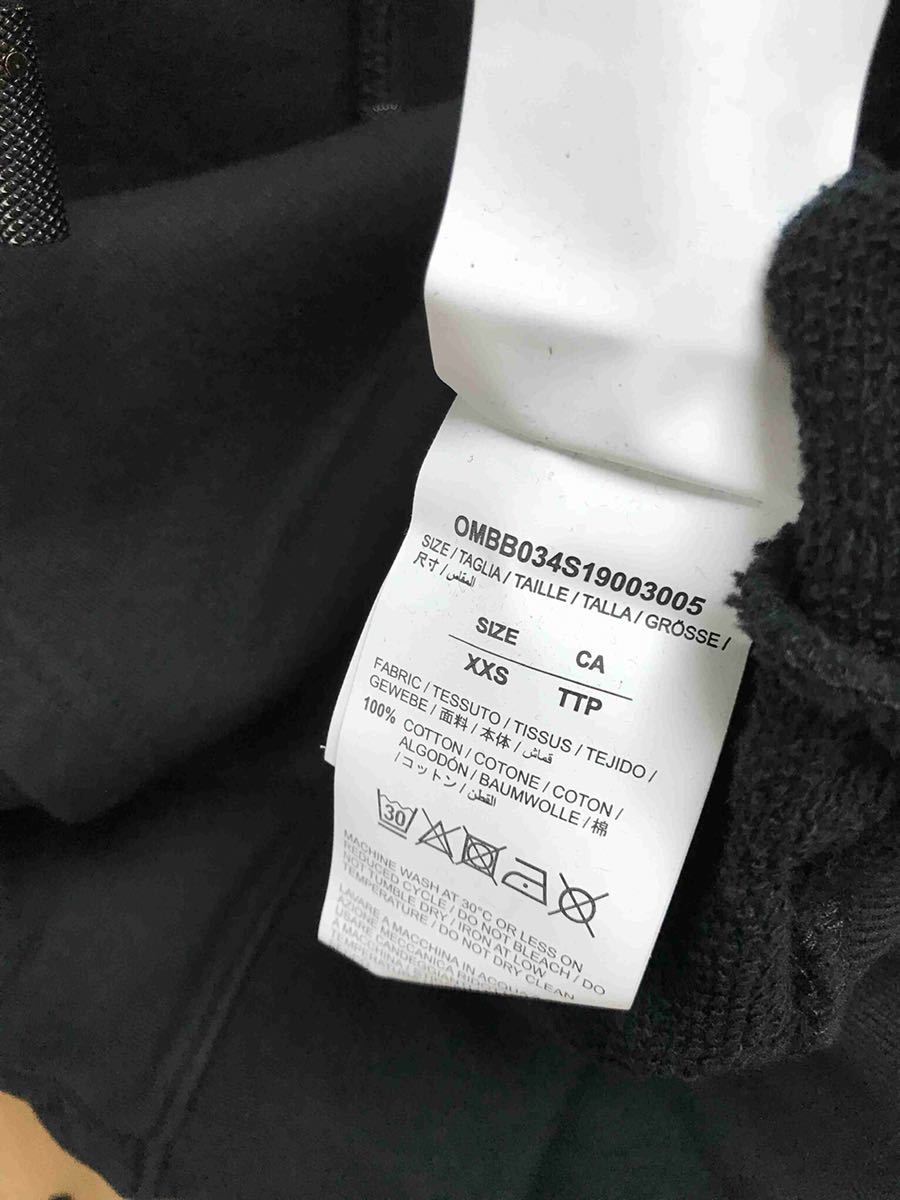 OMBB034S19003005
SIZE / TAGLIA / TAILLE / TALLA / GRÖSSE /
尺寸 / المقاس
SIZE CA
XXS TTP
FABRIC / TESSUTO / TISSUS / TEJIDO /
GEWEBE / 面料 / 本体 / قماش
100% COTTON / COTONE / COTON /
ALGODÓN / BAUMWOLLE / 棉
/ コットン / القطن
30
MACHINE WASH AT 30°C OR LESS ON
REDUCED CYCLE / DO NOT BLEACH / DO
NOT TUMBLE DRY / IRON AT LOW
TEMPERATURE / DO NOT DRY CLEAN
LAVARE A MACCHINA IN ACQUA
USARE MECCANICA
A MACCHINA